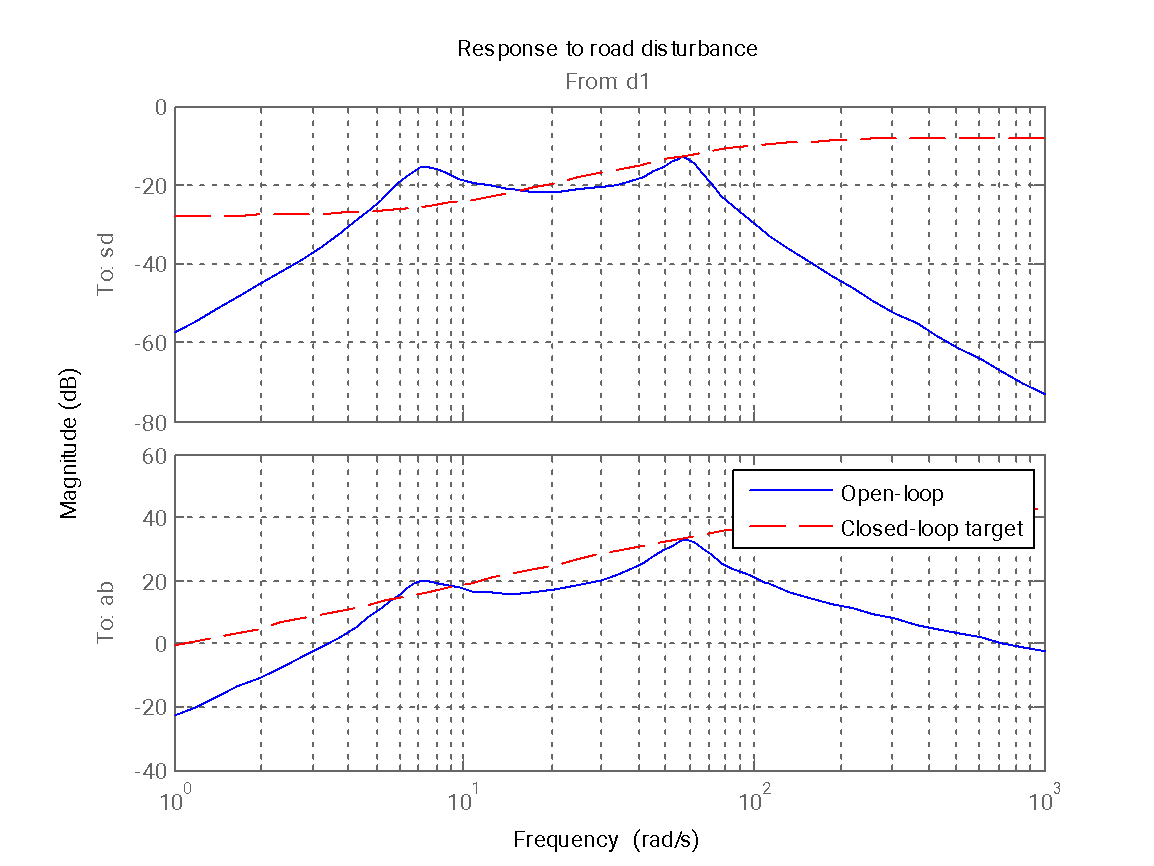 Response to road disturbance
From: d1
0
-20
-40
-60
-80
To: sd
Magnitude (dB)
60
40
20
0
-20
-40
To: ab
Open-loop
Closed-loop target
10^0 10^1 10^2 10^3
Frequency (rad/s)